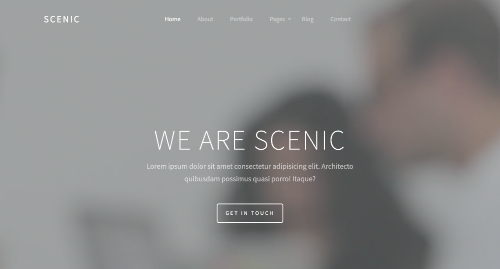 SCENIC
Home About Portfolio Pages Blog Contact
WE ARE SCENIC
Lorem ipsum dolor sit amet consectetur adipisicing elit. Architecto
quibusdam possimus quasi porro! Itaque?
GET IN TOUCH